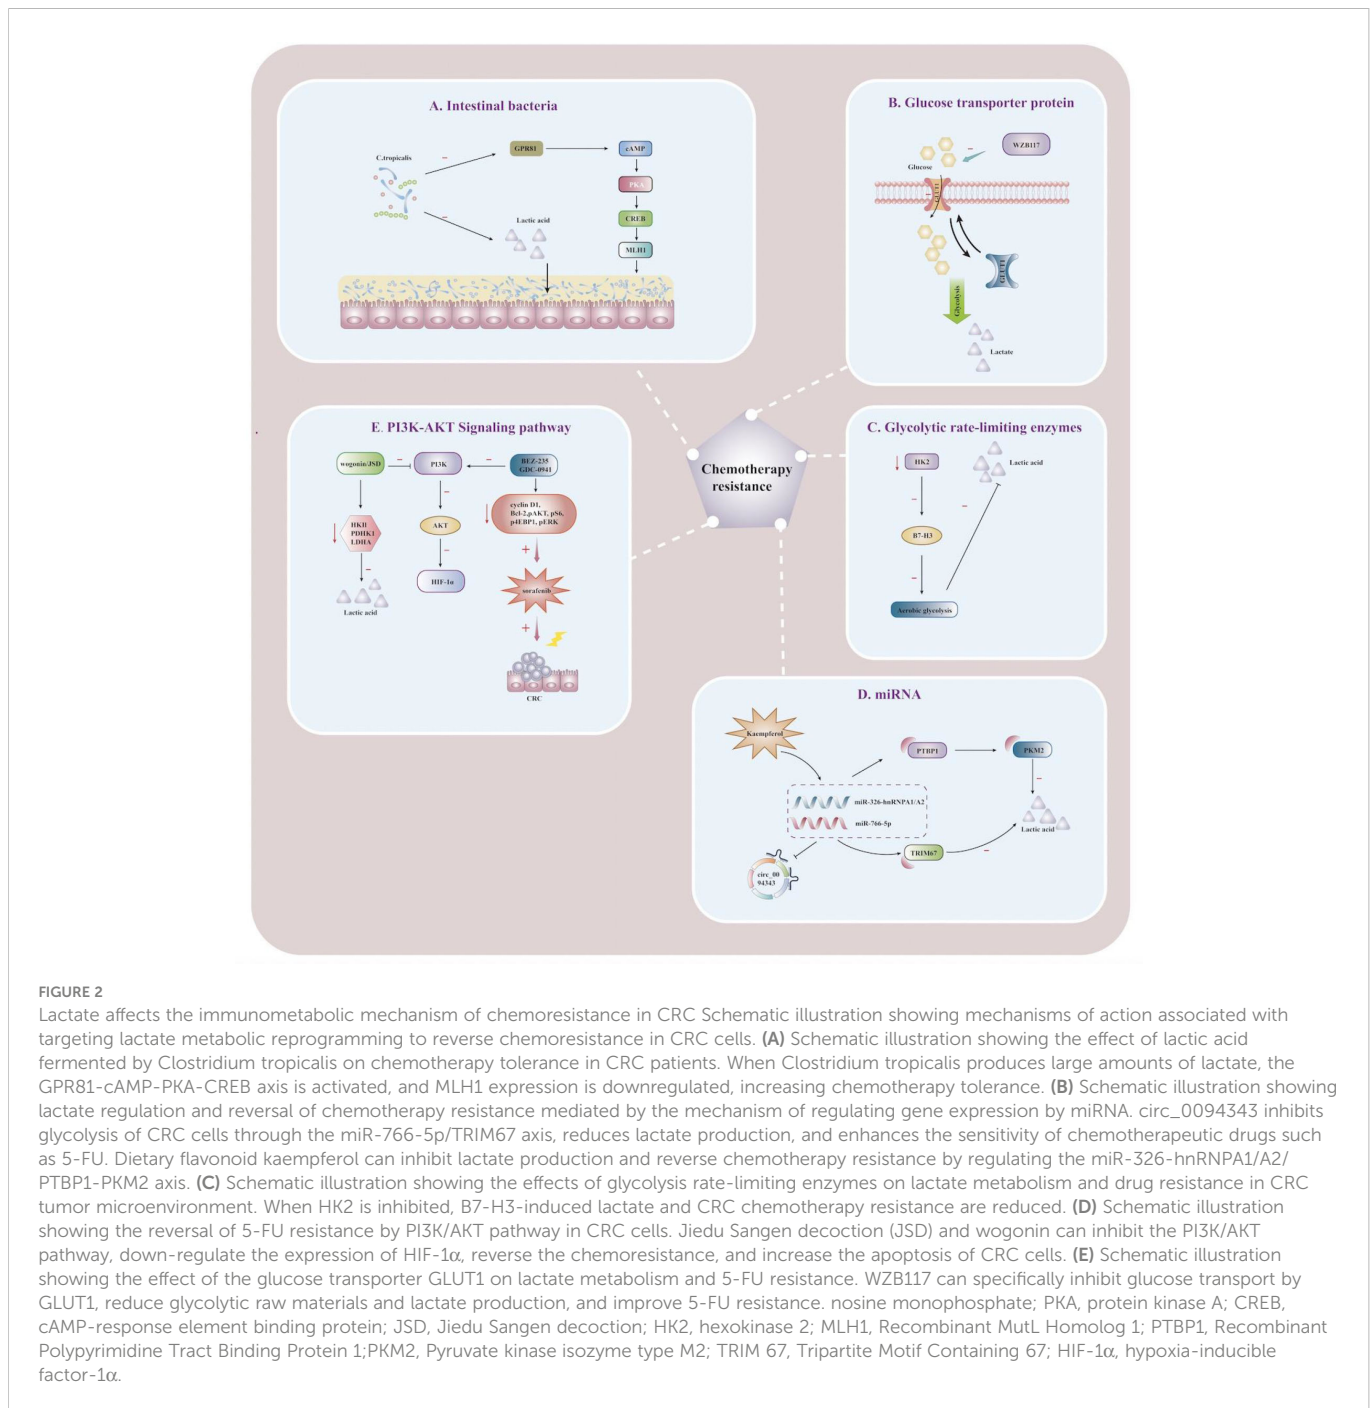 A. Intestinal bacteria
C.tropicalis
−
GPR81
cAMP
PKA
CREB
MLH1
−
Lactic acid
B. Glucose transporter protein
−
WZB117
Glucose
GLUT1
GLUT1
Glycolysis
Lactate
Chemotherapy
resistance
E. PI3K-AKT Signaling pathway
wogonin/JSD
−
PI3K
−
BEZ-235
GDC-0941
HKII
PDHK1
LDHA
−
Lactic acid
−
AKT
−
HIF-1α
cyclin D1,
Bcl-2,pAKT, pS6,
p4EBP1, pERK
+
sorafenib
+
CRC
C. Glycolytic rate-limiting enzymes
HK2
Lactic acid
−
−
B7-H3
−
Aerobic glycolysis
D. miRNA
Kaempferol
PTBP1
PKM2
−
miR-326-hnRNPA1/A2
miR-766-5p
Lactic acid
TRIM67
−
circ_00
94343
FIGURE 2
Lactate affects the immunometabolic mechanism of chemoresistance in CRC Schematic illustration showing mechanisms of action associated with
targeting lactate metabolic reprogramming to reverse chemoresistance in CRC cells. (A) Schematic illustration showing the effect of lactic acid
fermented by Clostridium tropicalis on chemotherapy tolerance in CRC patients. When Clostridium tropicalis produces large amounts of lactate, the
GPR81-cAMP-PKA-CREB axis is activated, and MLH1 expression is downregulated, increasing chemotherapy tolerance. (B) Schematic illustration showing
lactate regulation and reversal of chemotherapy resistance mediated by the mechanism of regulating gene expression by miRNA. circ_0094343 inhibits
glycolysis of CRC cells through the miR-766-5p/TRIM67 axis, reduces lactate production, and enhances the sensitivity of chemotherapeutic drugs such
as 5-FU. Dietary flavonoid kaempferol can inhibit lactate production and reverse chemotherapy resistance by regulating the miR-326-hnRNPA1/A2/
PTBP1-PKM2 axis. (C) Schematic illustration showing the effects of glycolysis rate-limiting enzymes on lactate metabolism and drug resistance in CRC
tumor microenvironment. When HK2 is inhibited, B7-H3-induced lactate and CRC chemotherapy resistance are reduced. (D) Schematic illustration
showing the reversal of 5-FU resistance by PI3K/AKT pathway in CRC cells. Jiedu Sangen decoction (JSD) and wogonin can inhibit the PI3K/AKT
pathway, down-regulate the expression of HIF-1α, reverse the chemoresistance, and increase the apoptosis of CRC cells. (E) Schematic illustration
showing the effect of the glucose transporter GLUT1 on lactate metabolism and 5-FU resistance. WZB117 can specifically inhibit glucose transport by
GLUT1, reduce glycolytic raw materials and lactate production, and improve 5-FU resistance. nosine monophosphate; PKA, protein kinase A; CREB,
cAMP-response element binding protein; JSD, Jiedu Sangen decoction; HK2, hexokinase 2; MLH1, Recombinant MutL Homolog 1; PTBP1, Recombinant
Polypyrimidine Tract Binding Protein 1;PKM2, Pyruvate kinase isozyme type M2; TRIM 67, Tripartite Motif Containing 67; HIF-1α, hypoxia-inducible
factor-1α.